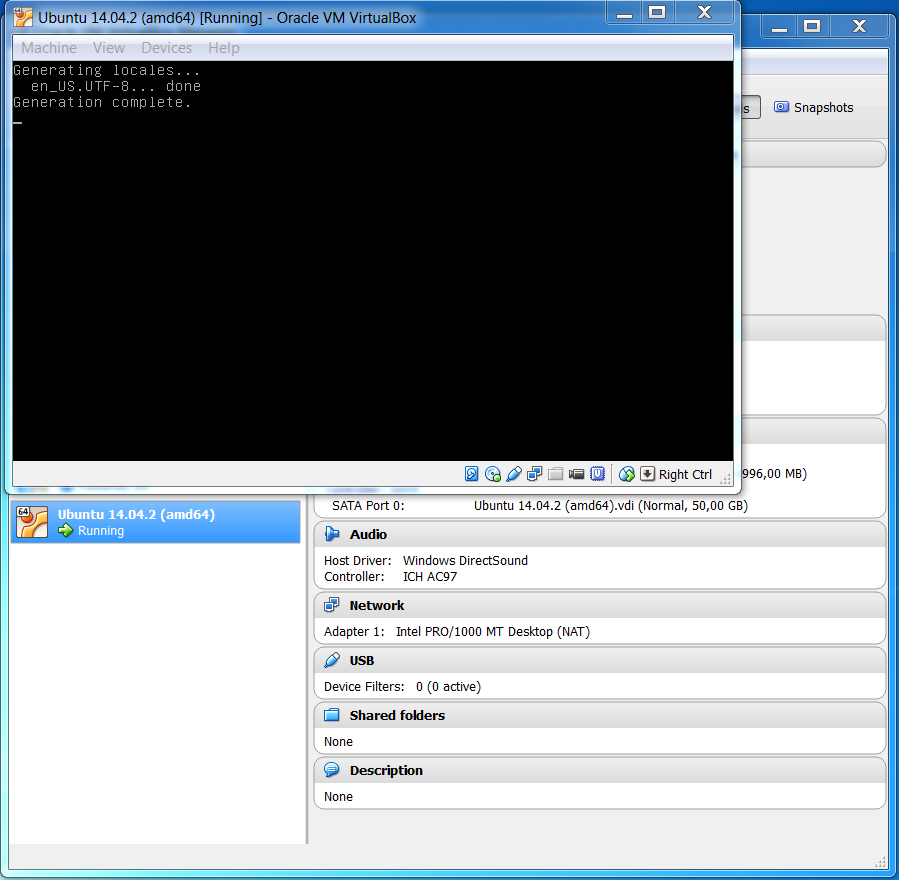 Ubuntu 14.04.2 (amd64) [Running] - Oracle VM VirtualBox
Machine View Devices Help
Generating locales...
en_US.UTF-8... done
Generation complete.
_
Right Ctrl
s
Snapshots
996,00 MB)
SATA Port 0: Ubuntu 14.04.2 (amd64).vdi (Normal, 50,00 GB)
64
Ubuntu 14.04.2 (amd64)
Running
Audio
Host Driver: Windows DirectSound
Controller: ICH AC97
Network
Adapter 1: Intel PRO/1000 MT Desktop (NAT)
USB
Device Filters: 0 (0 active)
Shared folders
None
Description
None